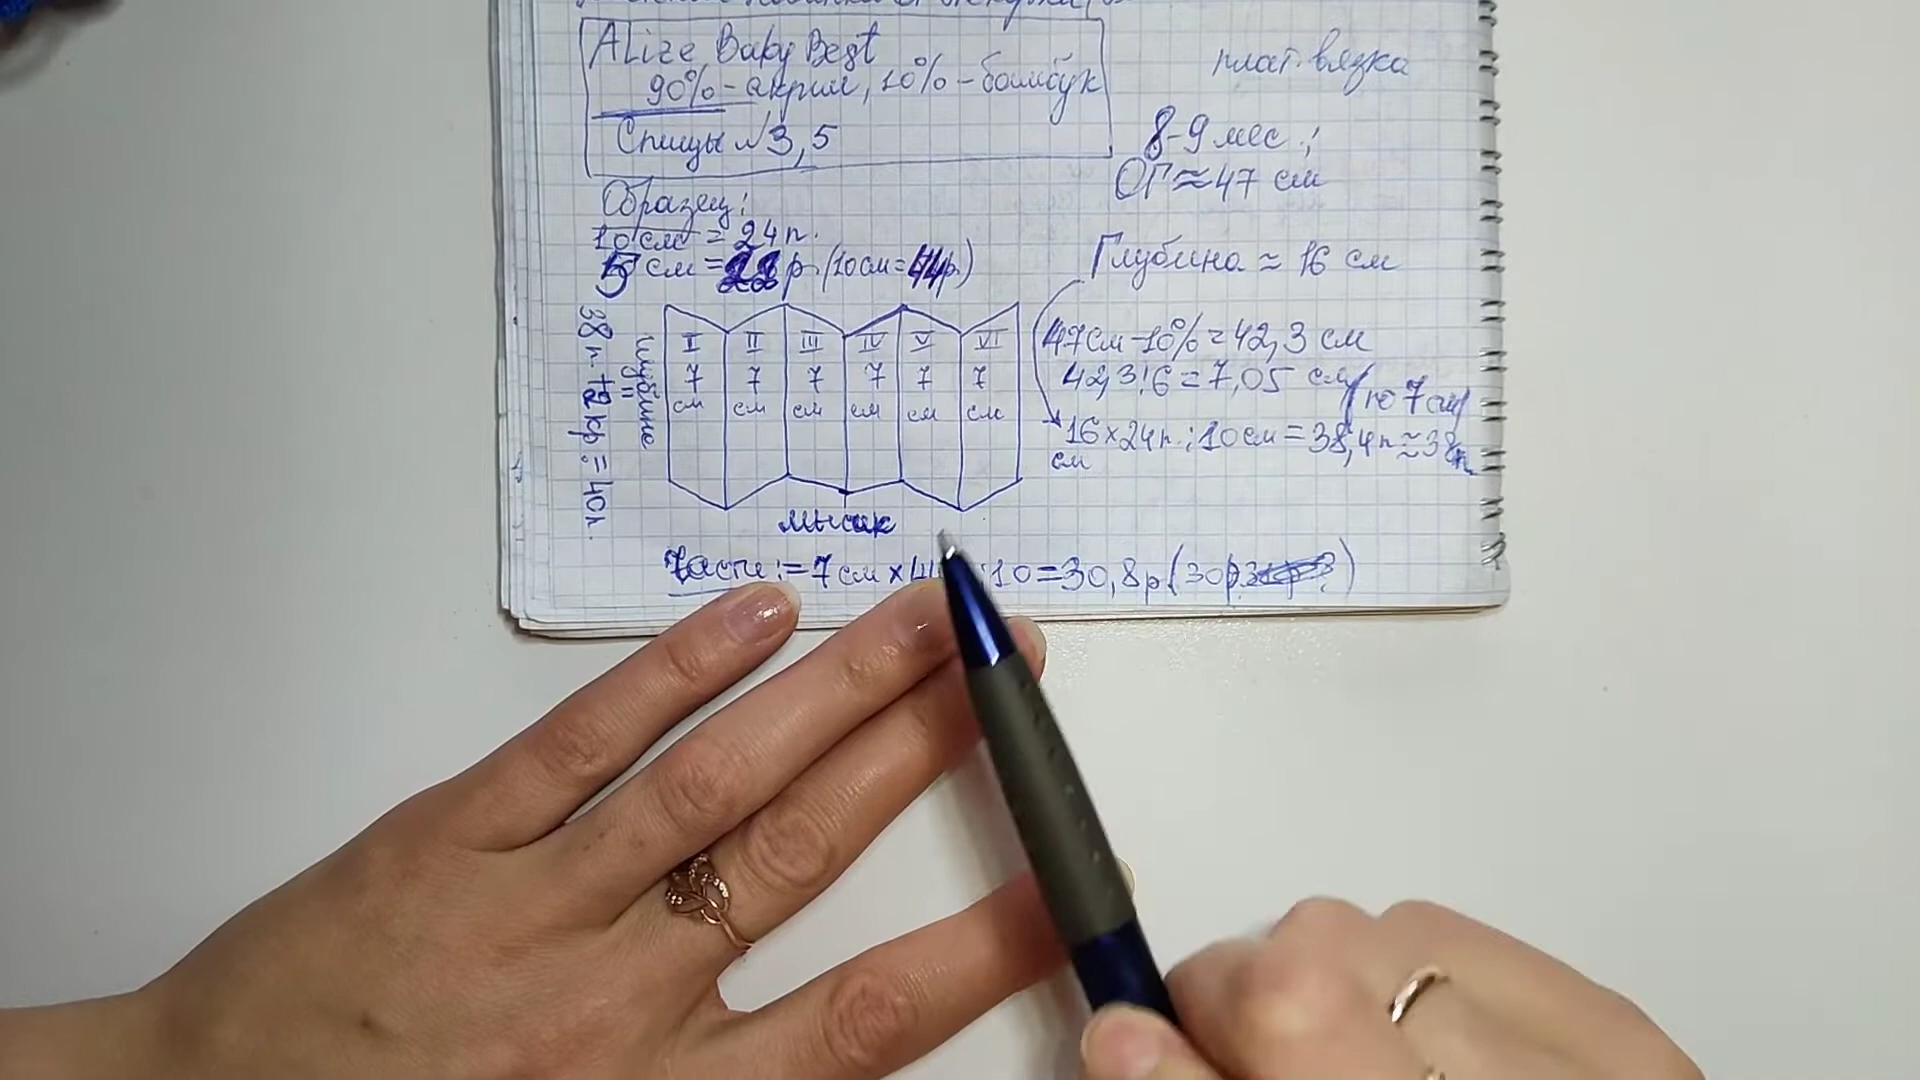 ALize Baby Best
90% - акрил, 10% - бамбук
Спицы №3,5
плат. вязка
8-9 мес.;
ОГ ≈ 47 см
Образец:
10 см = 24 п.
5 см = 22 р. (10 см = 44 р.)
Глубина ≈ 16 см
47 см - 10% = 42,3 см
42,3 : 6 = 7,05 см (по 7 см)
16 см × 24 п. : 10 см = 38,4 п ≈ 38 п
38 п. + 2 кр. = 40 п.
глубина
I II III IV V VI
7 7 7 7 7 7
см см см см см см
мысик
Части: = 7 см × 44 : 10 = 30,8 р (30 р.